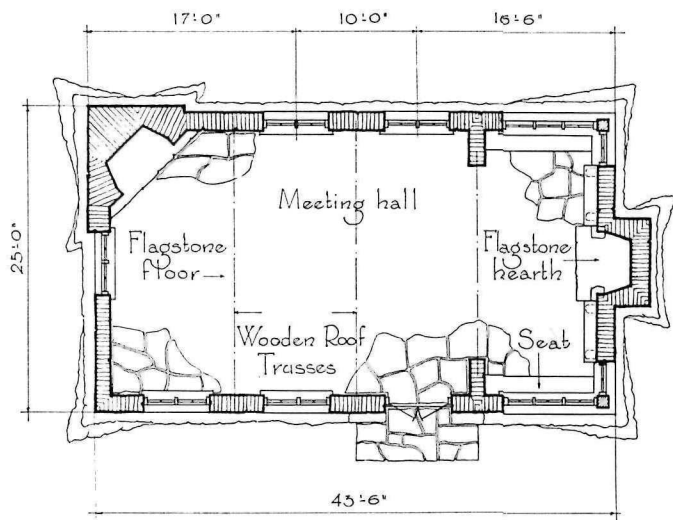 17'-0"
10'-0"
16'-6"
25'-0"
Meeting hall
Flagstone
floor
Flagstone
hearth
Wooden Roof
Trusses
Seat
43'-6"